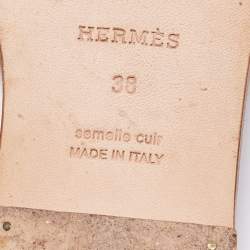 HERMÈS
38
semelle cuir
MADE IN ITALY